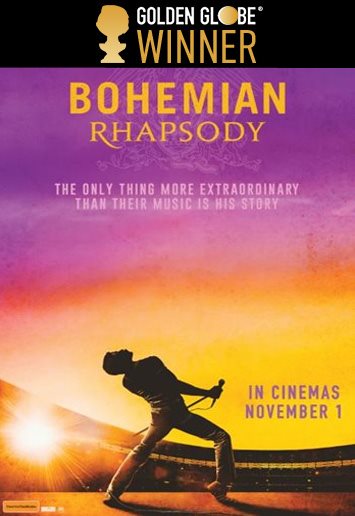 GOLDEN GLOBE®
WINNER
BOHEMIAN
RHAPSODY
THE ONLY THING MORE EXTRAORDINARY
THAN THEIR MUSIC IS HIS STORY
IN CINEMAS
NOVEMBER 1